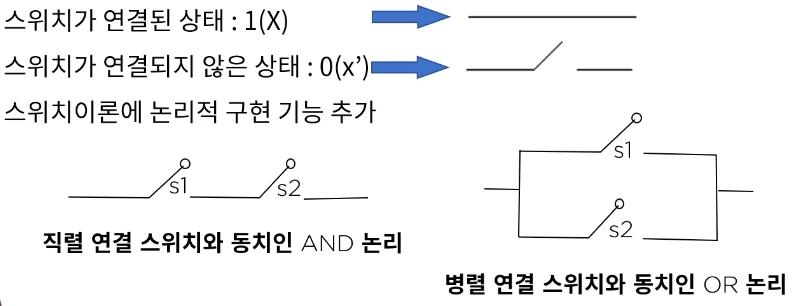 스위치가 연결된 상태 : 1(X)
스위치가 연결되지 않은 상태 : 0(x’)
스위치이론에 논리적 구현 기능 추가
s1 s2
직렬 연결 스위치와 동치인 AND 논리
s1
s2
병렬 연결 스위치와 동치인 OR 논리